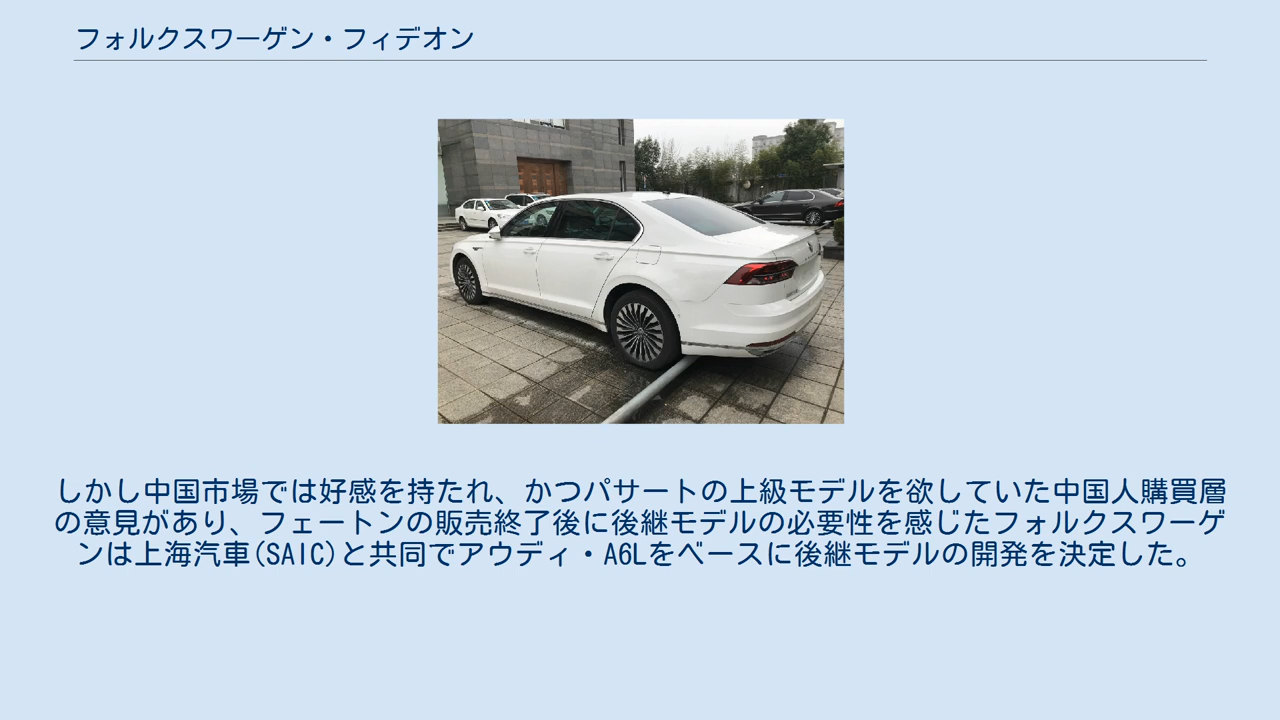 フォルクスワーゲン・フィデオン
しかし中国市場では好感を持たれ、かつパサートの上級モデルを欲していた中国人購買層
の意見があり、フェートンの販売終了後に後継モデルの必要性を感じたフォルクスワーゲ
ンは上海汽車(SAIC)と共同でアウディ・A6Lをベースに後継モデルの開発を決定した。